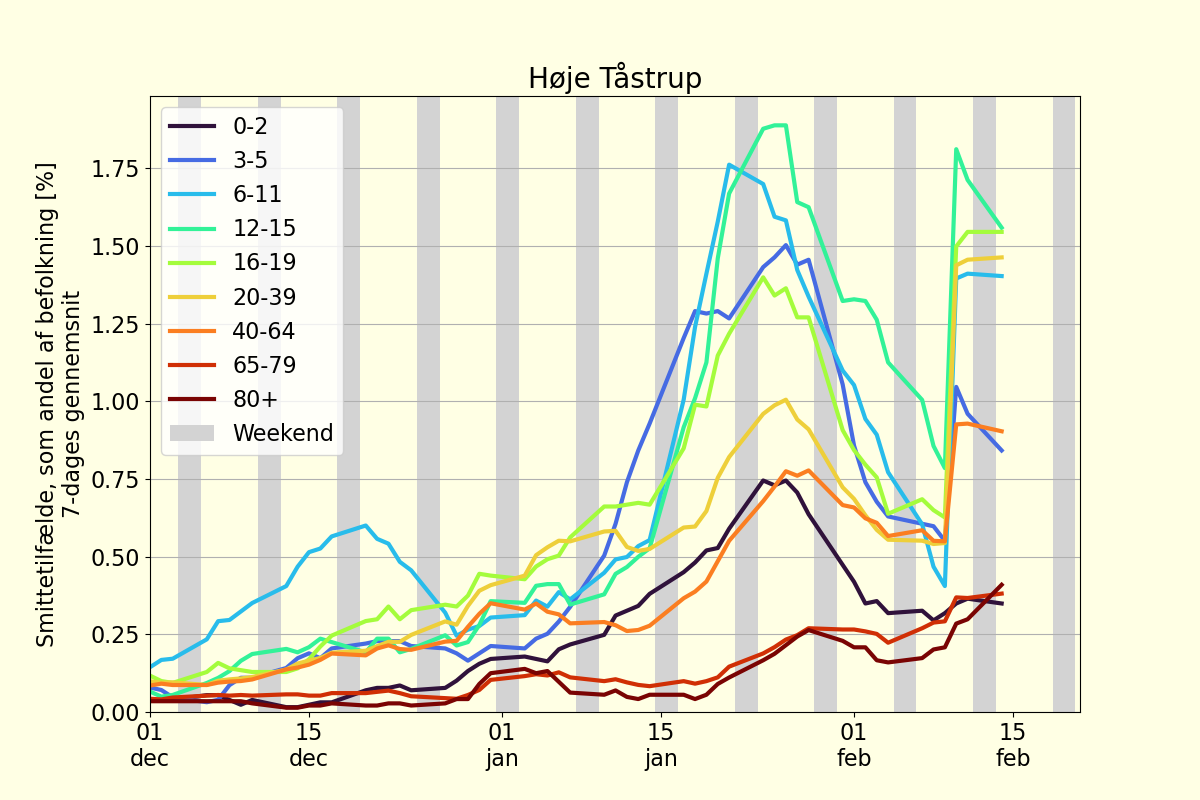 Høje Tåstrup
Smittetilfælde, som andel af befolkning [%]
7-dages gennemsnit
1.75
1.50
1.25
1.00
0.75
0.50
0.25
0.00
0-2
3-5
6-11
12-15
16-19
20-39
40-64
65-79
80+
Weekend
01
dec
15
dec
01
jan
15
jan
01
feb
15
feb